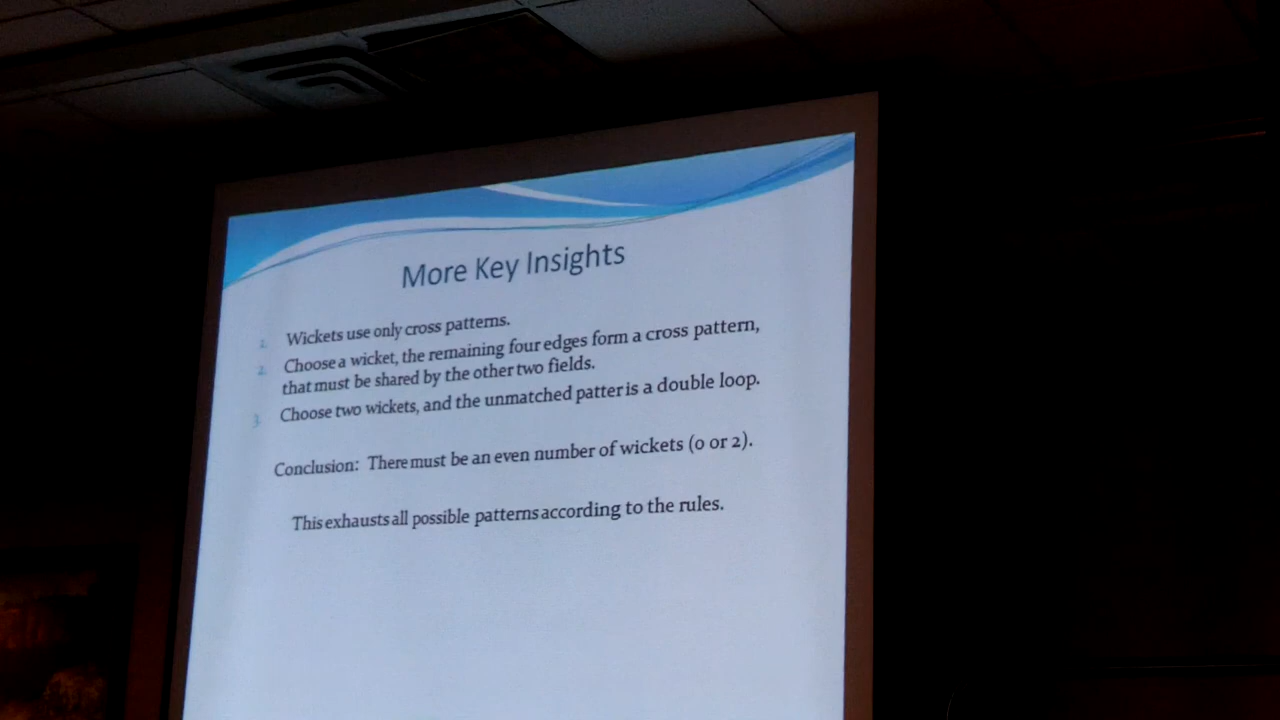 More Key Insights
1. Wickets use only cross patterns.
2. Choose a wicket, the remaining four edges form a cross pattern,
that must be shared by the other two fields.
3. Choose two wickets, and the unmatched patter is a double loop.
Conclusion: There must be an even number of wickets (0 or 2).
This exhausts all possible patterns according to the rules.